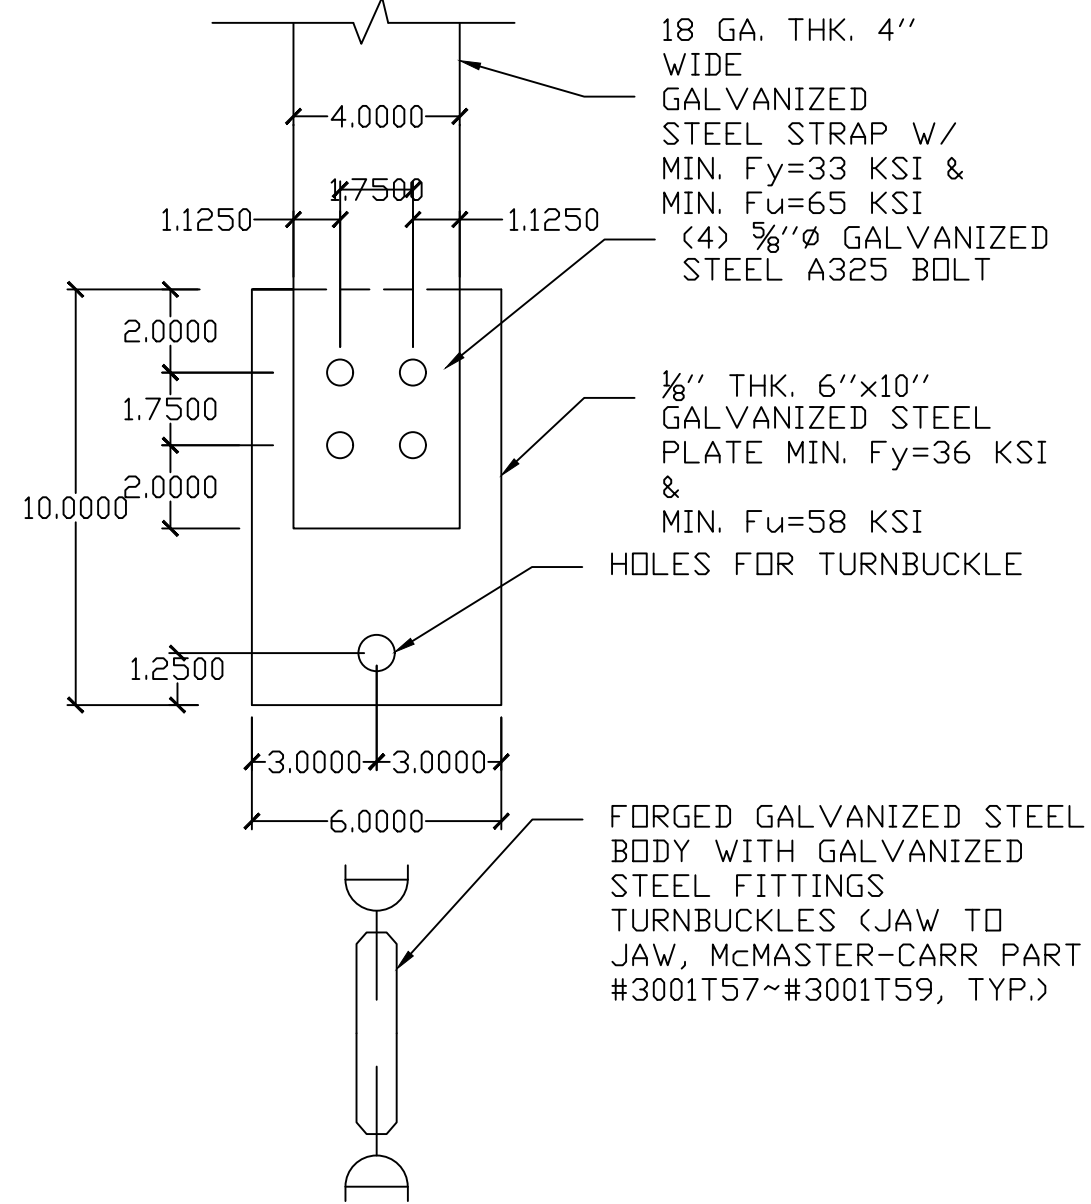 18 GA. THK. 4''
WIDE
GALVANIZED
STEEL STRAP W/
MIN. Fy=33 KSI &
MIN. Fu=65 KSI
4.0000
1.7500
1.1250
1.1250
(4) ⅝''Ø GALVANIZED
STEEL A325 BOLT
2.0000
1.7500
2.0000
10.0000
⅛'' THK. 6''x10''
GALVANIZED STEEL
PLATE MIN. Fy=36 KSI
&
MIN. Fu=58 KSI
HOLES FOR TURNBUCKLE
1.2500
3.0000
3.0000
6.0000
FORGED GALVANIZED STEEL
BODY WITH GALVANIZED
STEEL FITTINGS
TURNBUCKLES (JAW TO
JAW, McMASTER-CARR PART
#3001T57~#3001T59, TYP.)